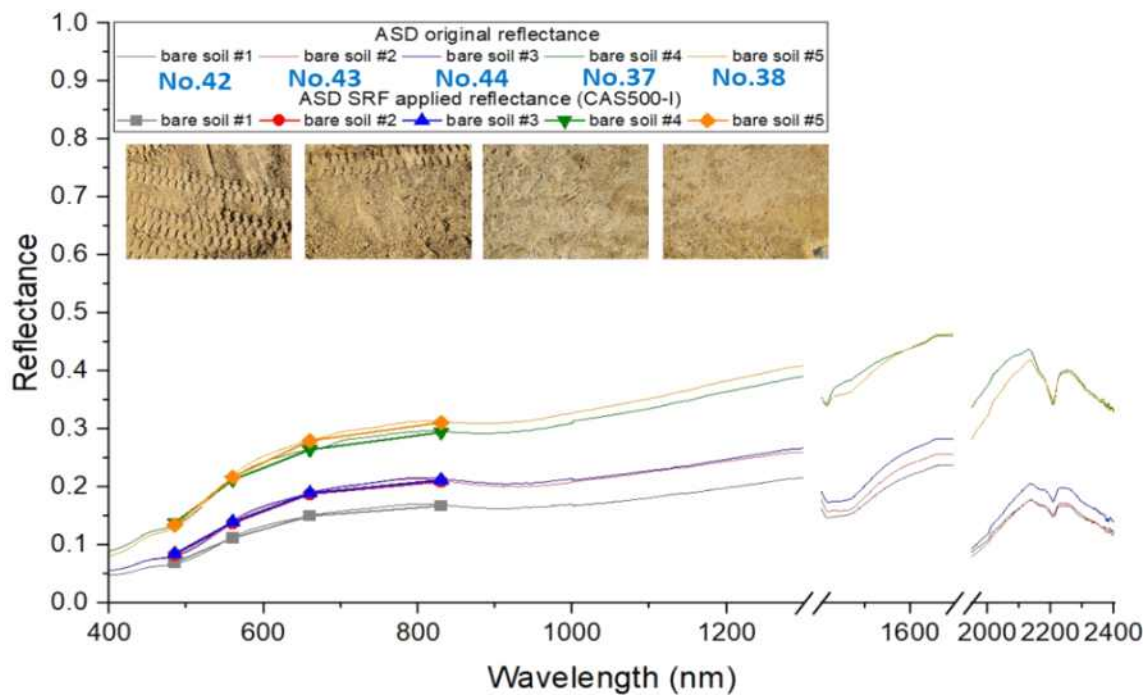 ASD original reflectance
bare soil #1 bare soil #2 bare soil #3 bare soil #4 bare soil #5
No.42 No.43 No.44 No.37 No.38
ASD SRF applied reflectance (CAS500-I)
bare soil #1 bare soil #2 bare soil #3 bare soil #4 bare soil #5
1.0
0.9
0.8
0.7
0.6
0.5
0.4
0.3
0.2
0.1
0.0
Reflectance
400 600 800 1000 1200 1600 2000 2200 2400
Wavelength (nm)